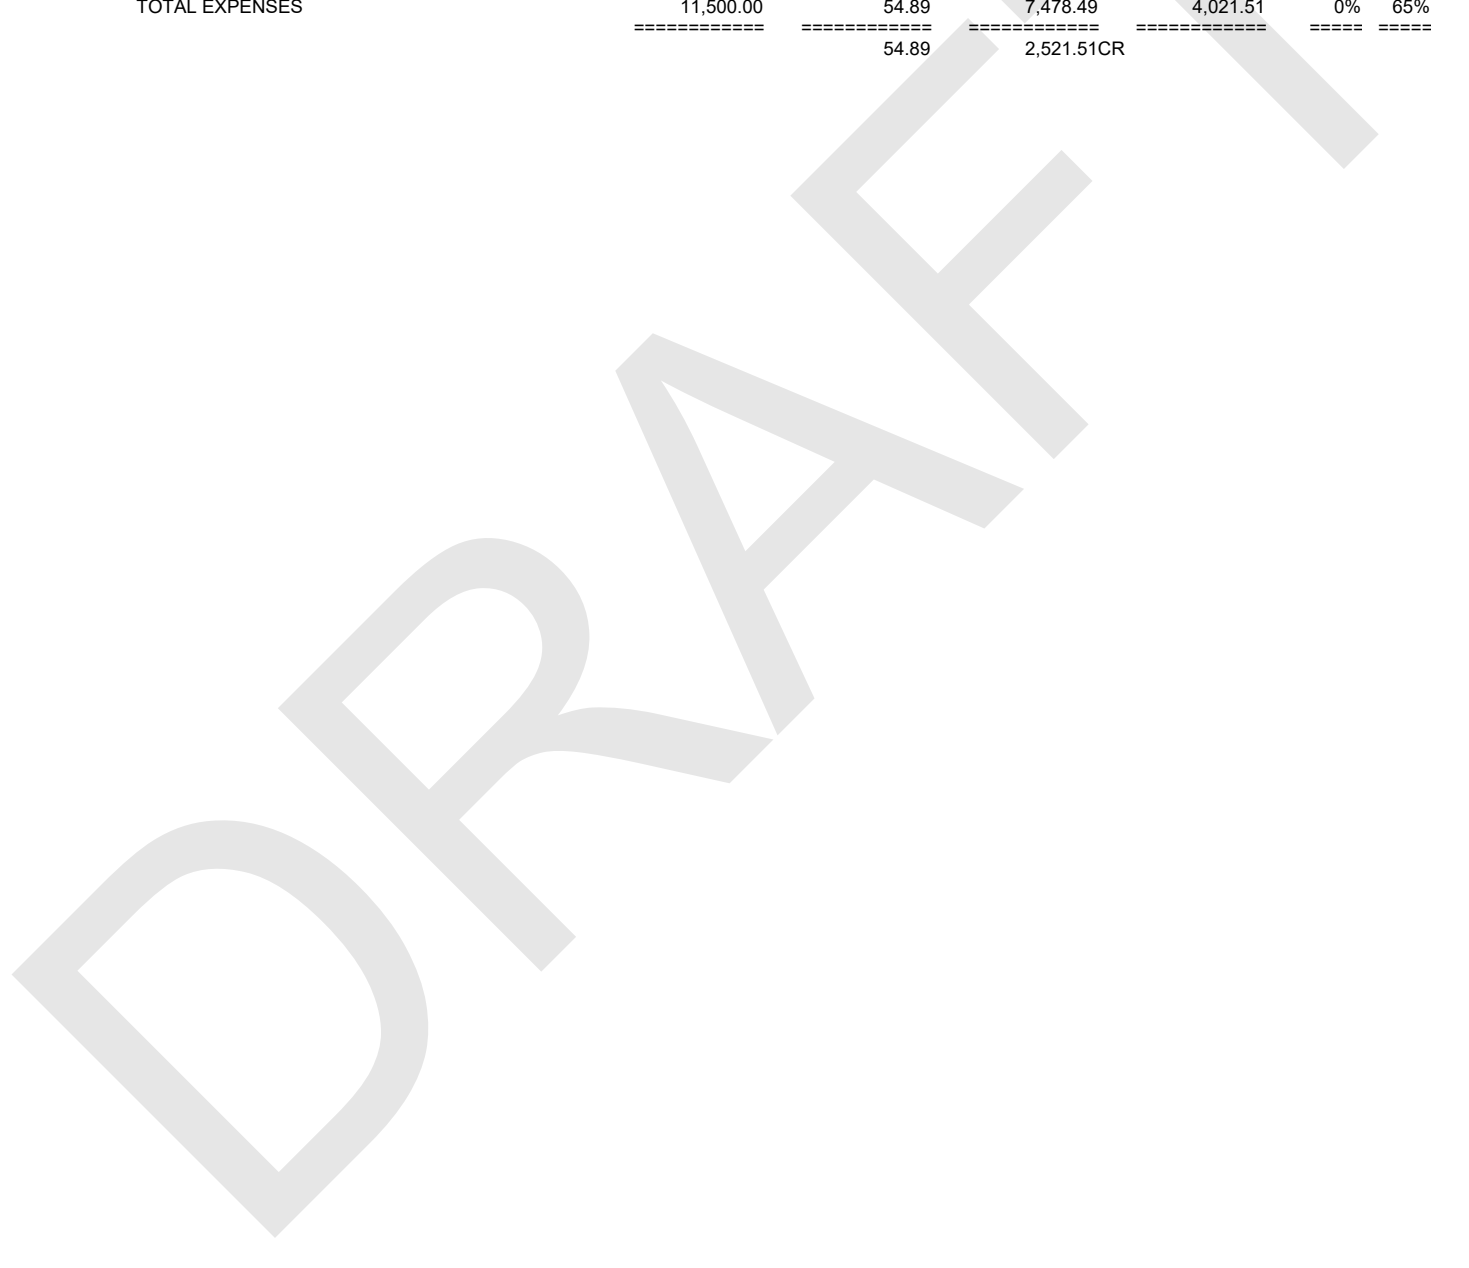 TOTAL EXPENSES 11,500.00 54.89 7,478.49 4,021.51 0% 65%
============ ============ ============ ============ ===== =====
54.89 2,521.51CR
DRAFT